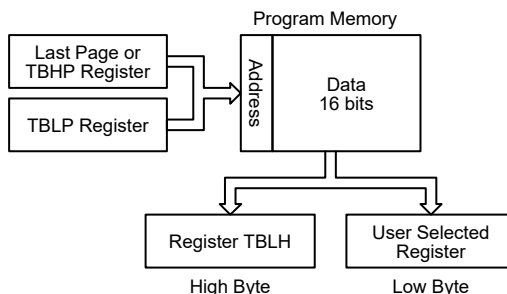 Program Memory
Last Page or
TBHP Register
Address
Data
16 bits
TBLP Register
Register TBLH
User Selected
Register
High Byte
Low Byte